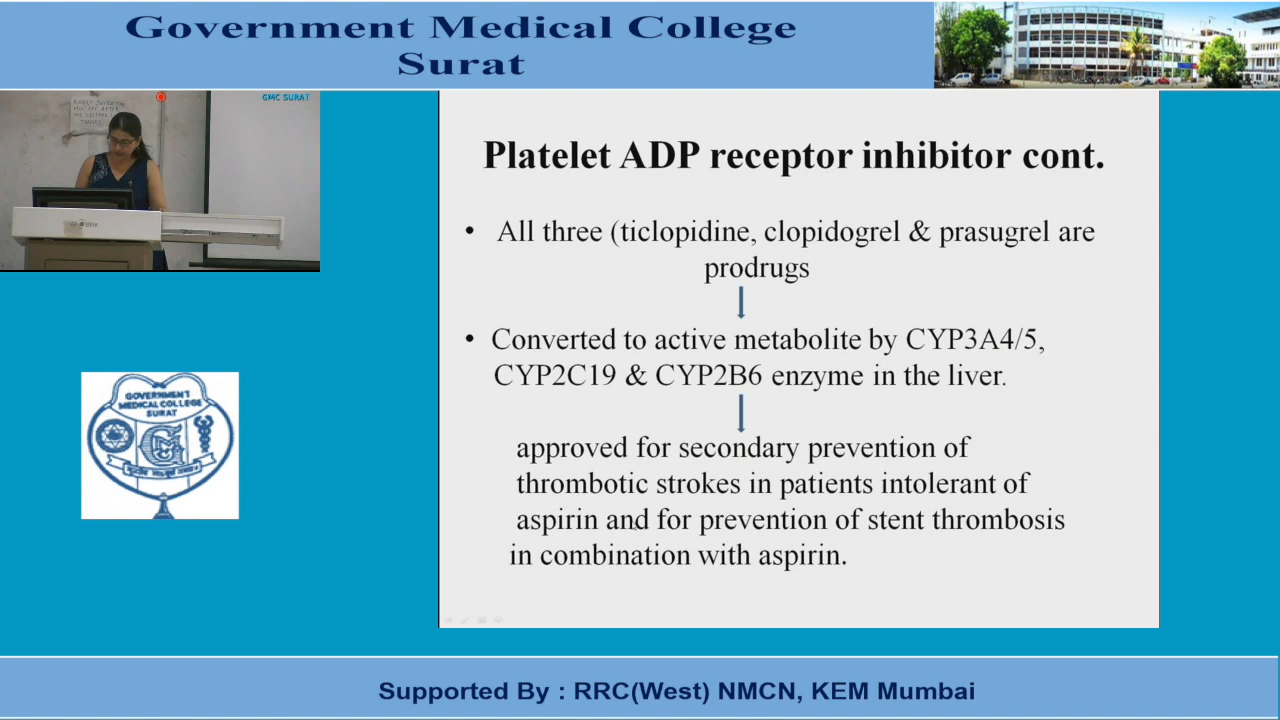 Government Medical College
Surat
GMC SURAT
Platelet ADP receptor inhibitor cont.
• All three (ticlopidine, clopidogrel & prasugrel are
prodrugs
• Converted to active metabolite by CYP3A4/5,
CYP2C19 & CYP2B6 enzyme in the liver.
approved for secondary prevention of
thrombotic strokes in patients intolerant of
aspirin and for prevention of stent thrombosis
in combination with aspirin.
GOVERNMENT
MEDICAL COLLEGE
SURAT
Supported By : RRC(West) NMCN, KEM Mumbai